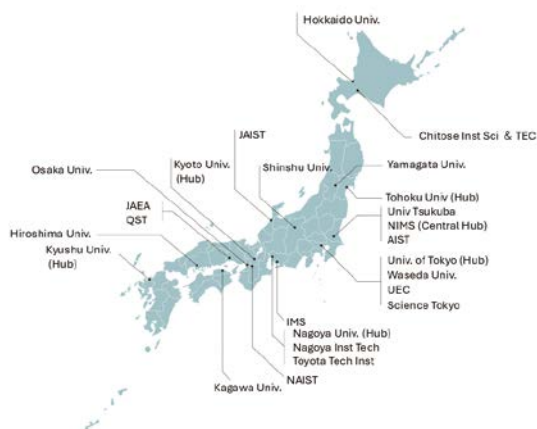 Hokkaido Univ.
Chitose Inst Sci & TEC
JAIST
Kyoto Univ.
(Hub)
Shinshu Univ.
Yamagata Univ.
Osaka Univ.
Tohoku Univ (Hub)
JAEA
QST
Univ Tsukuba
NIMS (Central Hub)
AIST
Hiroshima Univ.
Kyushu Univ.
(Hub)
Univ. of Tokyo (Hub)
Waseda Univ.
UEC
Science Tokyo
IMS
Nagoya Univ. (Hub)
Nagoya Inst Tech
Toyota Tech Inst
NAIST
Kagawa Univ.